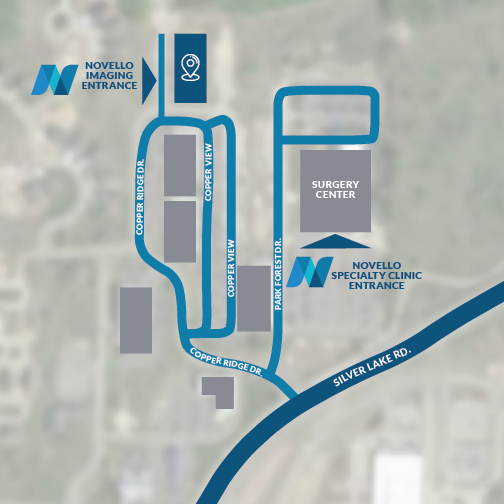 NOVELLO
IMAGING
ENTRANCE
COPPER RIDGE DR.
COPPER VIEW
COPPER VIEW
SURGERY
CENTER
PARK FOREST DR.
NOVELLO
SPECIALTY CLINIC
ENTRANCE
COPPER RIDGE DR.
SILVER LAKE RD.